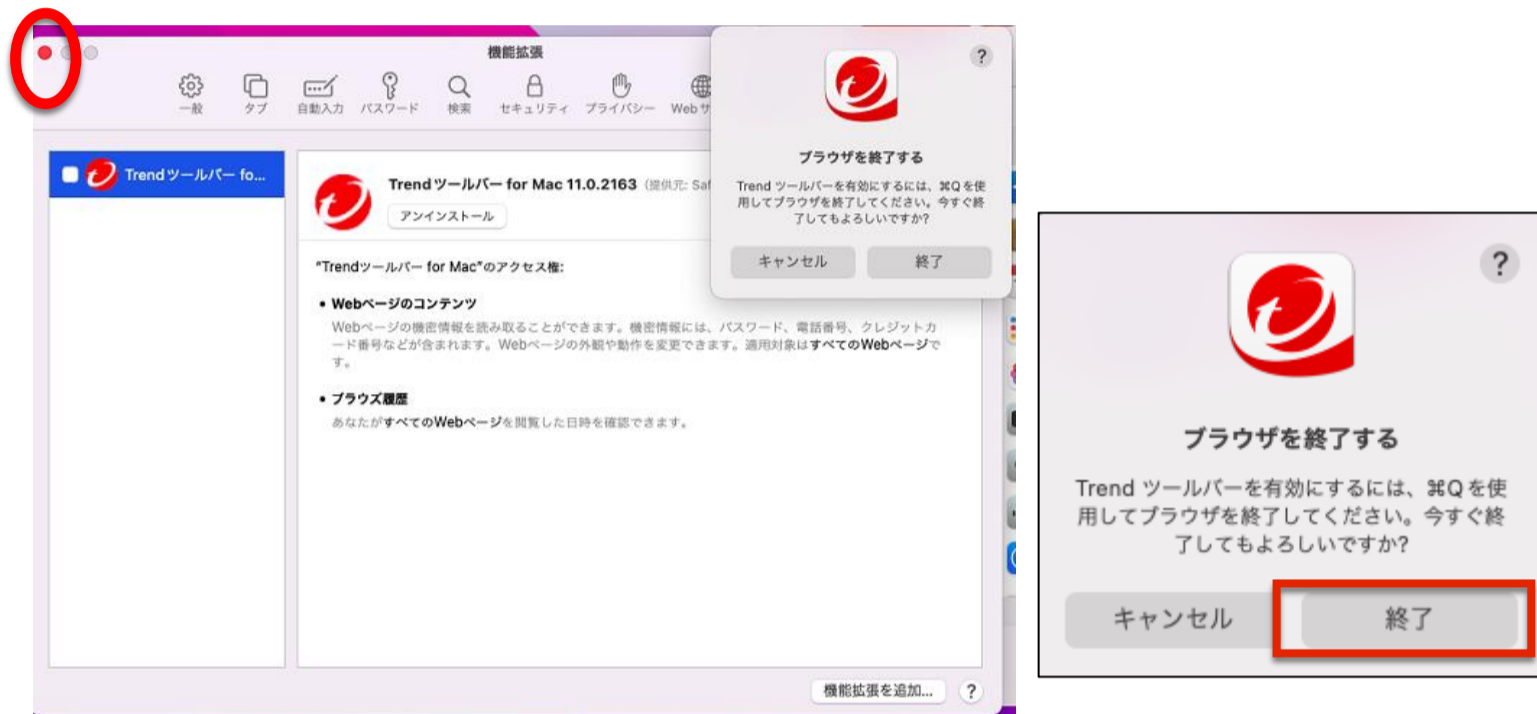 機能拡張
一般
タブ
自動入力
パスワード
検索
セキュリティ
プライバシー
Web サ
Trend ツールバー fo...
Trend ツールバー for Mac 11.0.2163 (提供元: Saf
アンインストール
"Trendツールバー for Mac"のアクセス権:
• Webページのコンテンツ
Webページの機密情報を読み取ることができます。機密情報には、パスワード、電話番号、クレジットカ
ード番号などが含まれます。Webページの外観や動作を変更できます。適用対象はすべてのWebページで
す。
• ブラウズ履歴
あなたがすべてのWebページを閲覧した日時を確認できます。
機能拡張を追加...
?
?
ブラウザを終了する
Trend ツールバーを有効にするには、⌘Q を使
用してブラウザを終了してください。今すぐ終
了してもよろしいですか?
キャンセル
終了
?
ブラウザを終了する
Trend ツールバーを有効にするには、⌘Q を使
用してブラウザを終了してください。今すぐ終
了してもよろしいですか?
キャンセル
終了